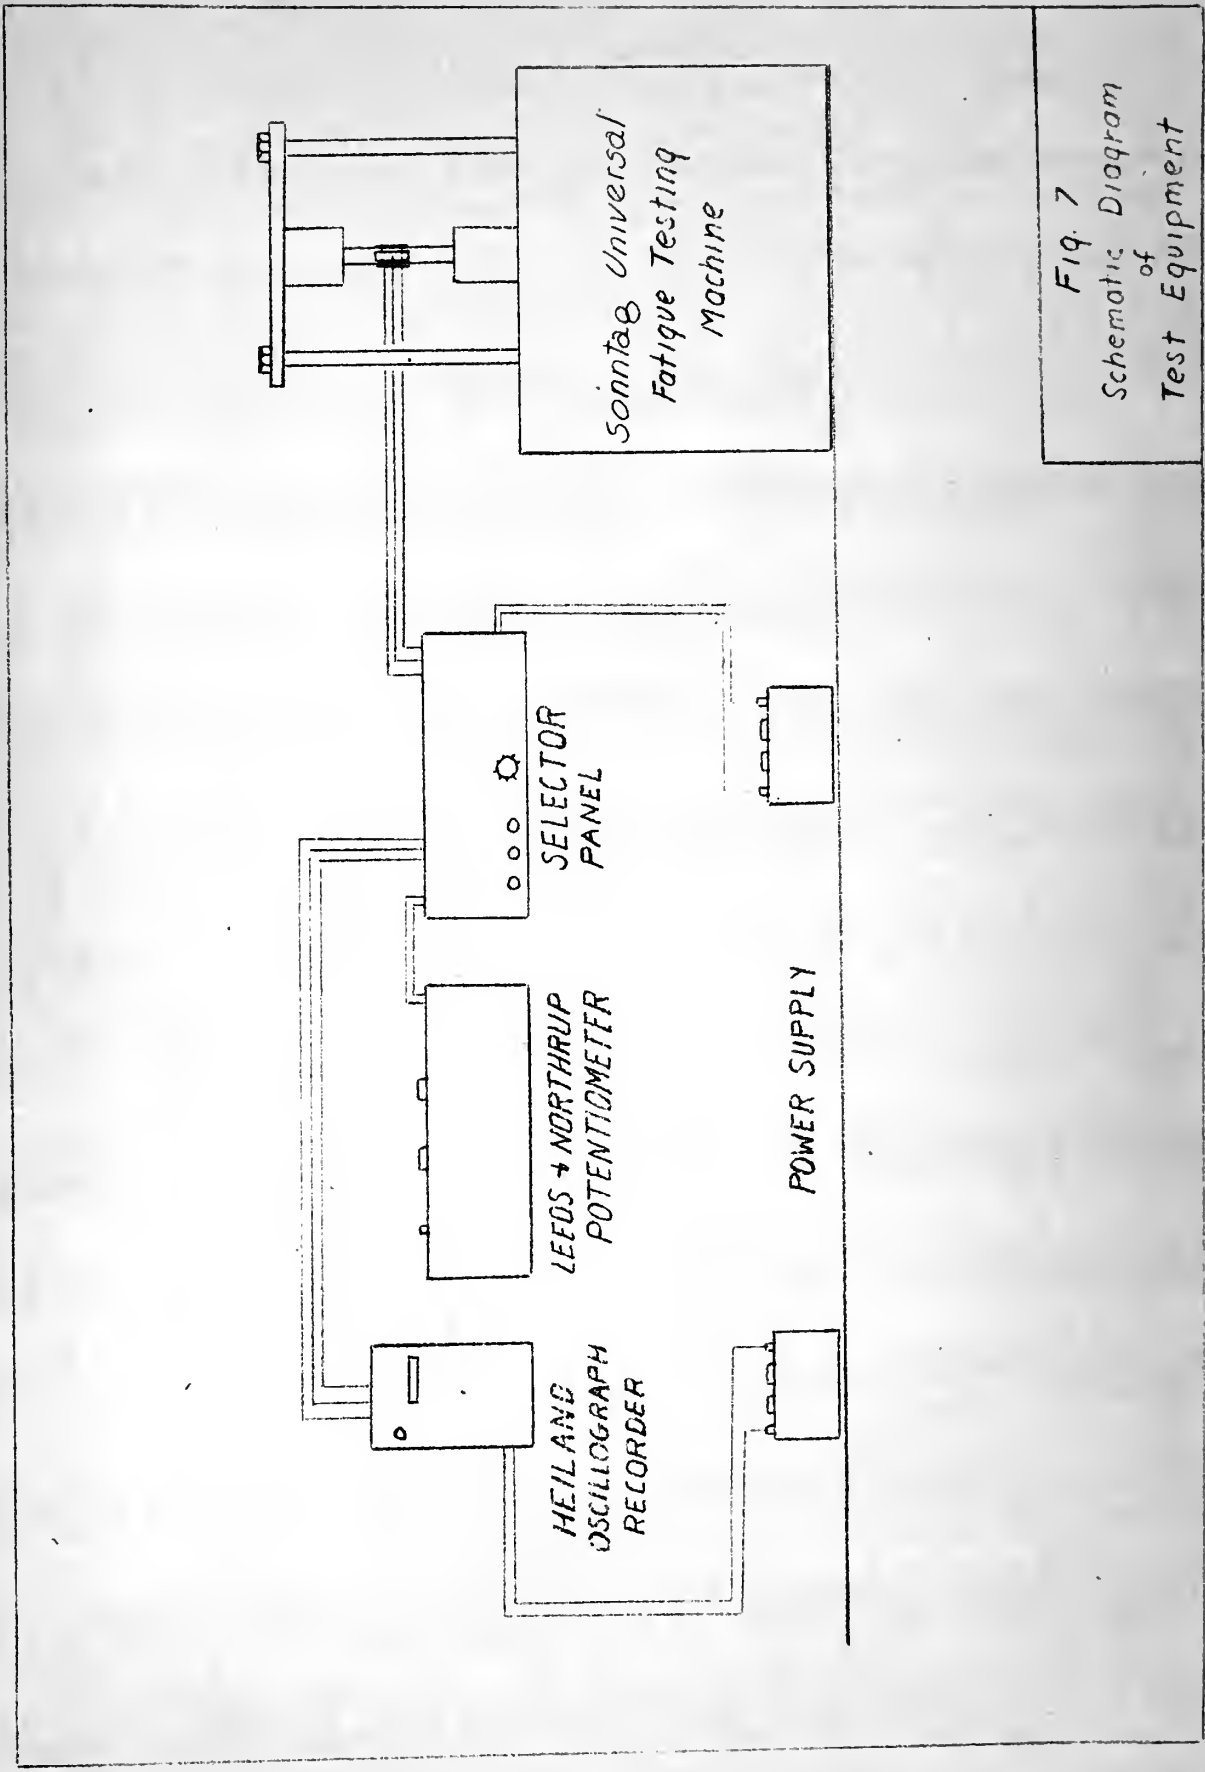 HEILAND
OSCILLOGRAPH
RECORDER
LEEDS + NORTHRUP
POTENTIOMETER
SELECTOR
PANEL
POWER SUPPLY
Sonntag Universal
Fatique Testing
Machine
Fig. 7
Schematic Diagram
of
Test Equipment